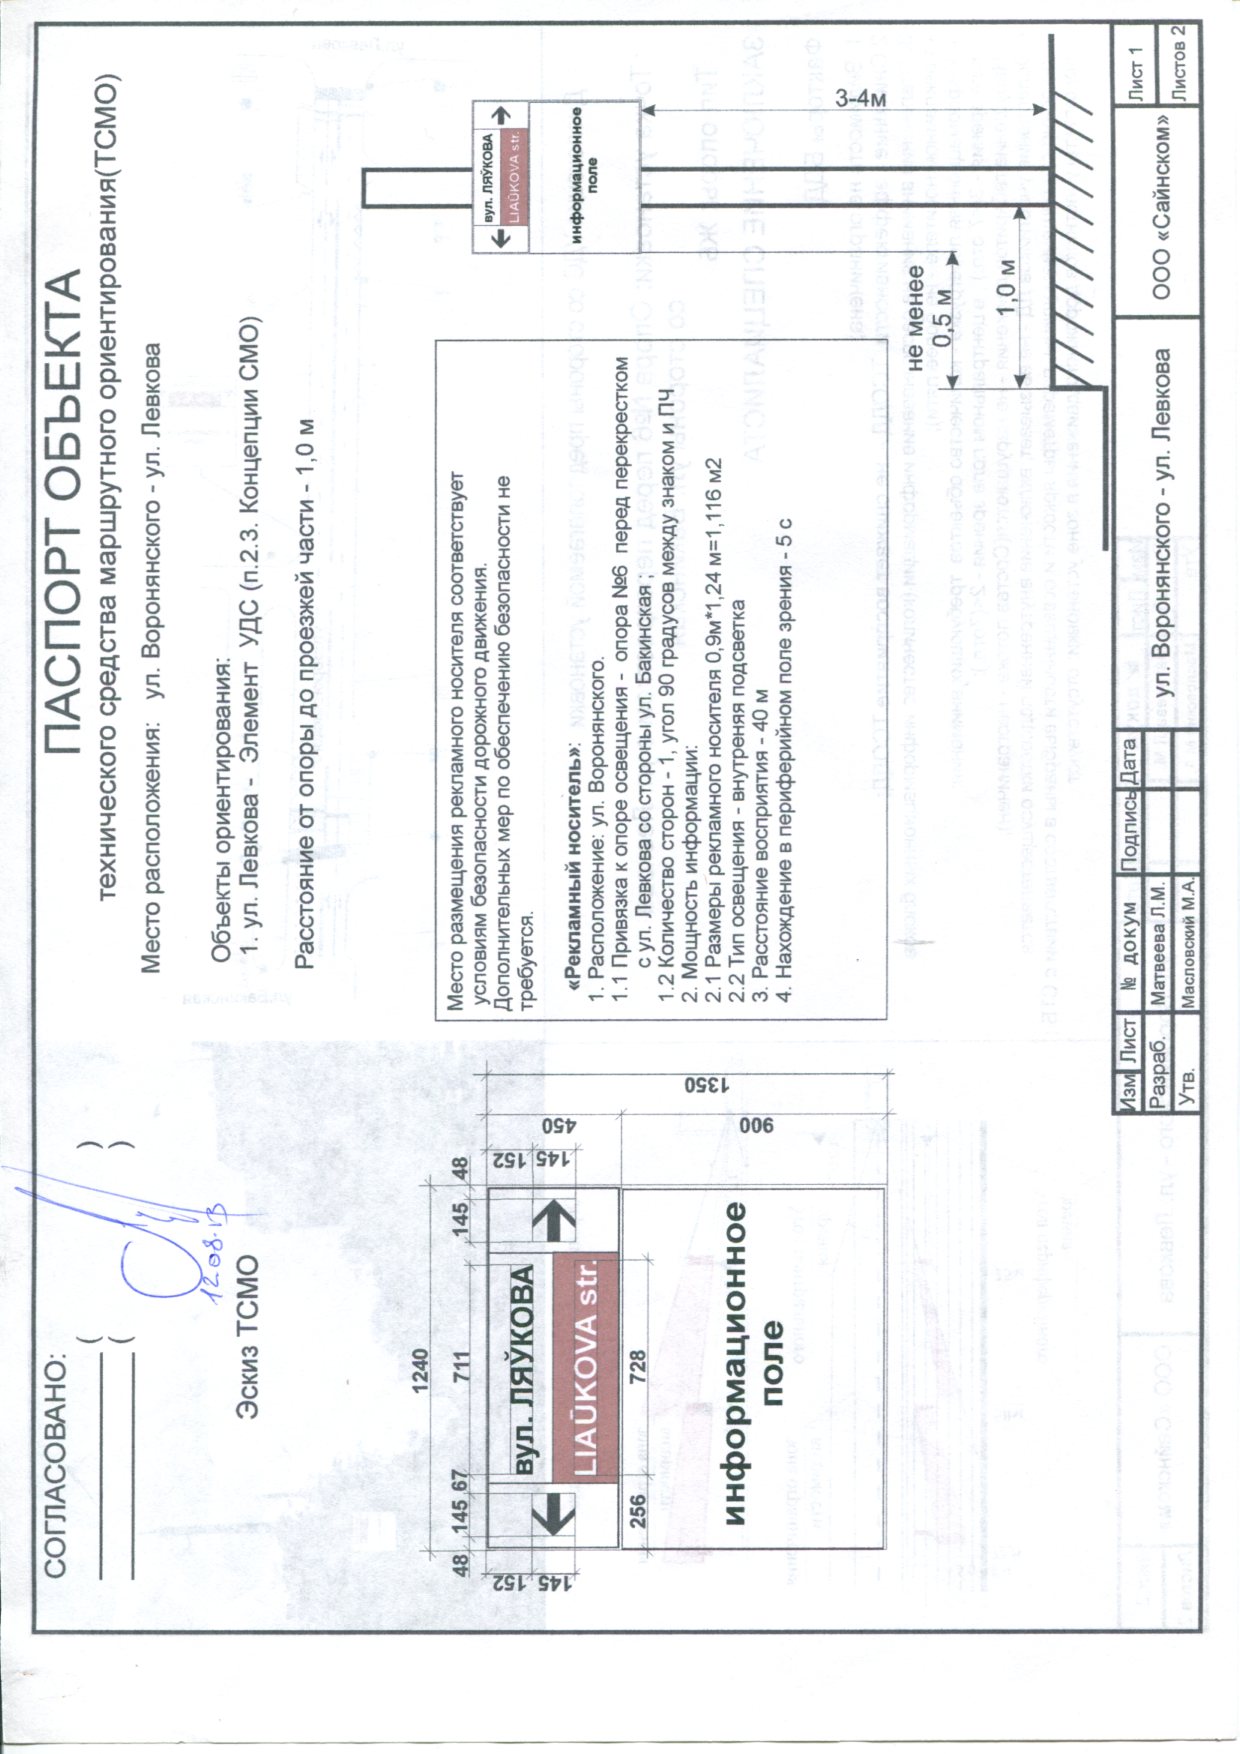 СОГЛАСОВАНО:
( )
( )
12.08.13
ПАСПОРТ ОБЪЕКТА
технического средства маршрутного ориентирования(ТСМО)
Место расположения: ул. Воронянского - ул. Левкова
Объекты ориентирования:
1. ул. Левкова - Элемент УДС (п.2.3. Концепции СМО)
Расстояние от опоры до проезжей части - 1,0 м
Эскиз ТСМО
1240
48 145 67 711 145 48
152 145
вул. ЛЯЎКОВА
LIAŬKOVA str.
152 145
450
1350
256 728
900
информационное
поле
Место размещения рекламного носителя соответствует
условиям безопасности дорожного движения.
Дополнительных мер по обеспечению безопасности не
требуется.
«Рекламный носитель»:
1. Расположение: ул. Воронянского.
1.1 Привязка к опоре освещения - опора №6 перед перекрестком
с ул. Левкова со стороны ул. Бакинская ;
1.2 Количество сторон - 1, угол 90 градусов между знаком и ПЧ
2. Мощность информации:
2.1 Размеры рекламного носителя 0,9м*1,24 м=1,116 м2
2.2 Тип освещения - внутреняя подсветка
3. Расстояние восприятия - 40 м
4. Нахождение в периферийном поле зрения - 5 с
вул. ЛЯЎКОВА
LIAŬKOVA str.
информационное
поле
3-4м
не менее
0,5 м
1,0 м
Изм Лист № докум Подпись Дата
Разраб. Матвеева Л.М.
Утв. Масловский М.А.
ул. Воронянского - ул. Левкова
ООО «Сайнском»
Лист 1
Листов 2